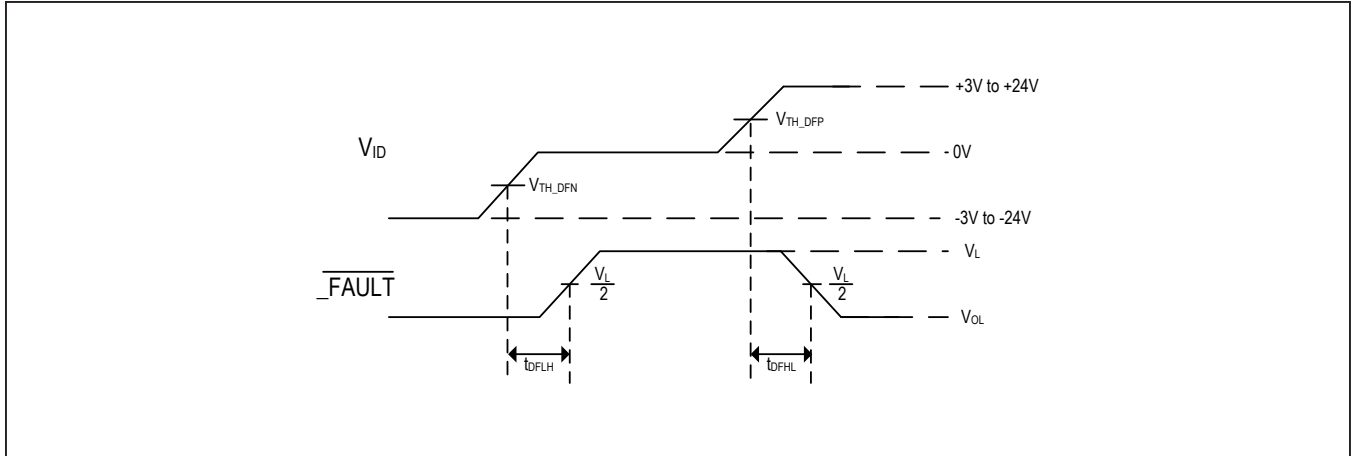 +3V to +24V
VTH_DFP
VID
0V
VTH_DFN
-3V to -24V
VL
_FAULT
VL
2
VL
2
VOL
tDFLH
tDFHL